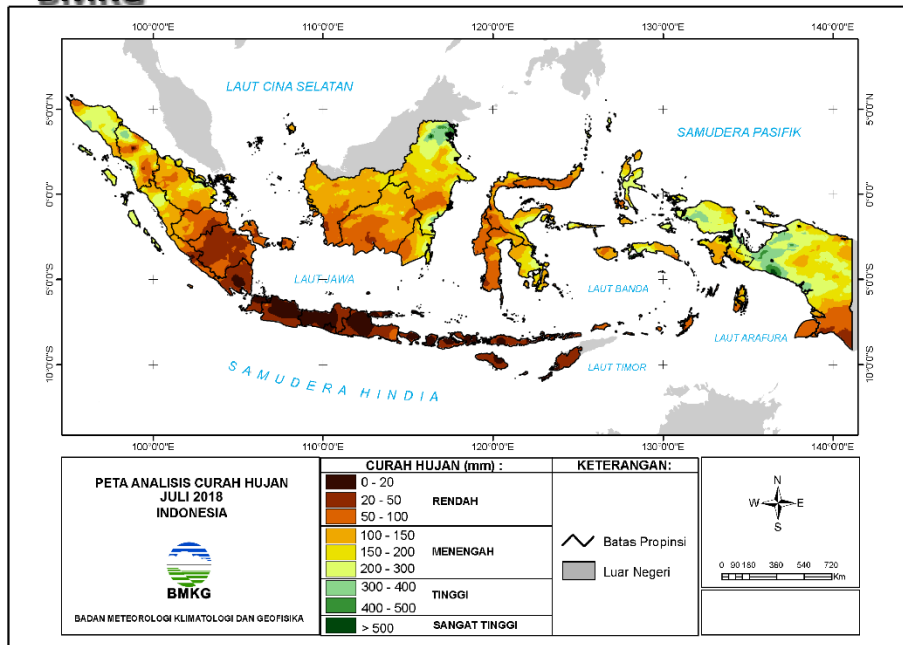 BMKG
100°0'0"E 110°0'0"E 120°0'0"E 130°0'0"E 140°0'0"E
LAUT CINA SELATAN
SAMUDERA PASIFIK
5°0'0"N 5°0'0"N
0°0'0" 0°0'0"
LAUT JAWA
LAUT BANDA
5°0'0"S 5°0'0"S
LAUT ARAFURA
LAUT TIMOR
10°0'0"S 10°0'0"S
SAMUDERA HINDIA
100°0'0"E 110°0'0"E 120°0'0"E 130°0'0"E 140°0'0"E
PETA ANALISIS CURAH HUJAN
JULI 2018
INDONESIA
BMKG
BADAN METEOROLOGI KLIMATOLOGI DAN GEOFISIKA
CURAH HUJAN (mm) :
0 - 20
20 - 50 RENDAH
50 - 100
100 - 150
150 - 200 MENENGAH
200 - 300
300 - 400 TINGGI
400 - 500
> 500 SANGAT TINGGI
KETERANGAN:
Batas Propinsi
Luar Negeri
N
W E
S
0 90 180 360 540 720
Km